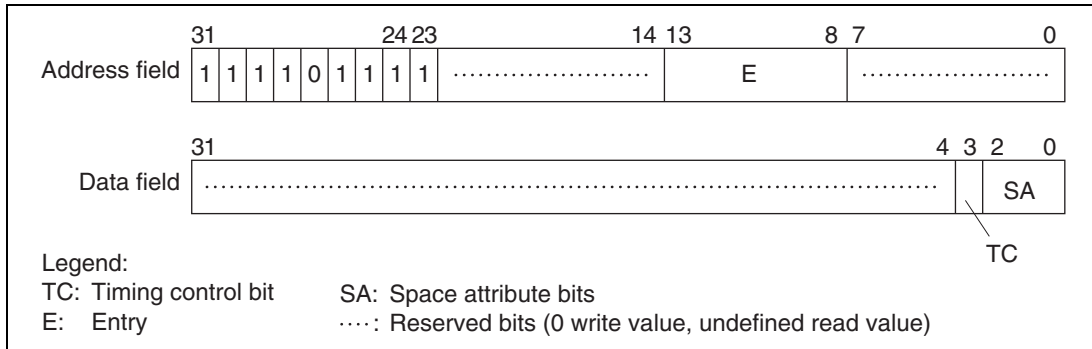 31 24 23 14 13 8 7 0
Address field 1 1 1 1 0 1 1 1 1 ........................ E ........................
31 4 3 2 0
Data field ................................................................................ SA
TC
Legend:
TC: Timing control bit SA: Space attribute bits
E: Entry ····: Reserved bits (0 write value, undefined read value)